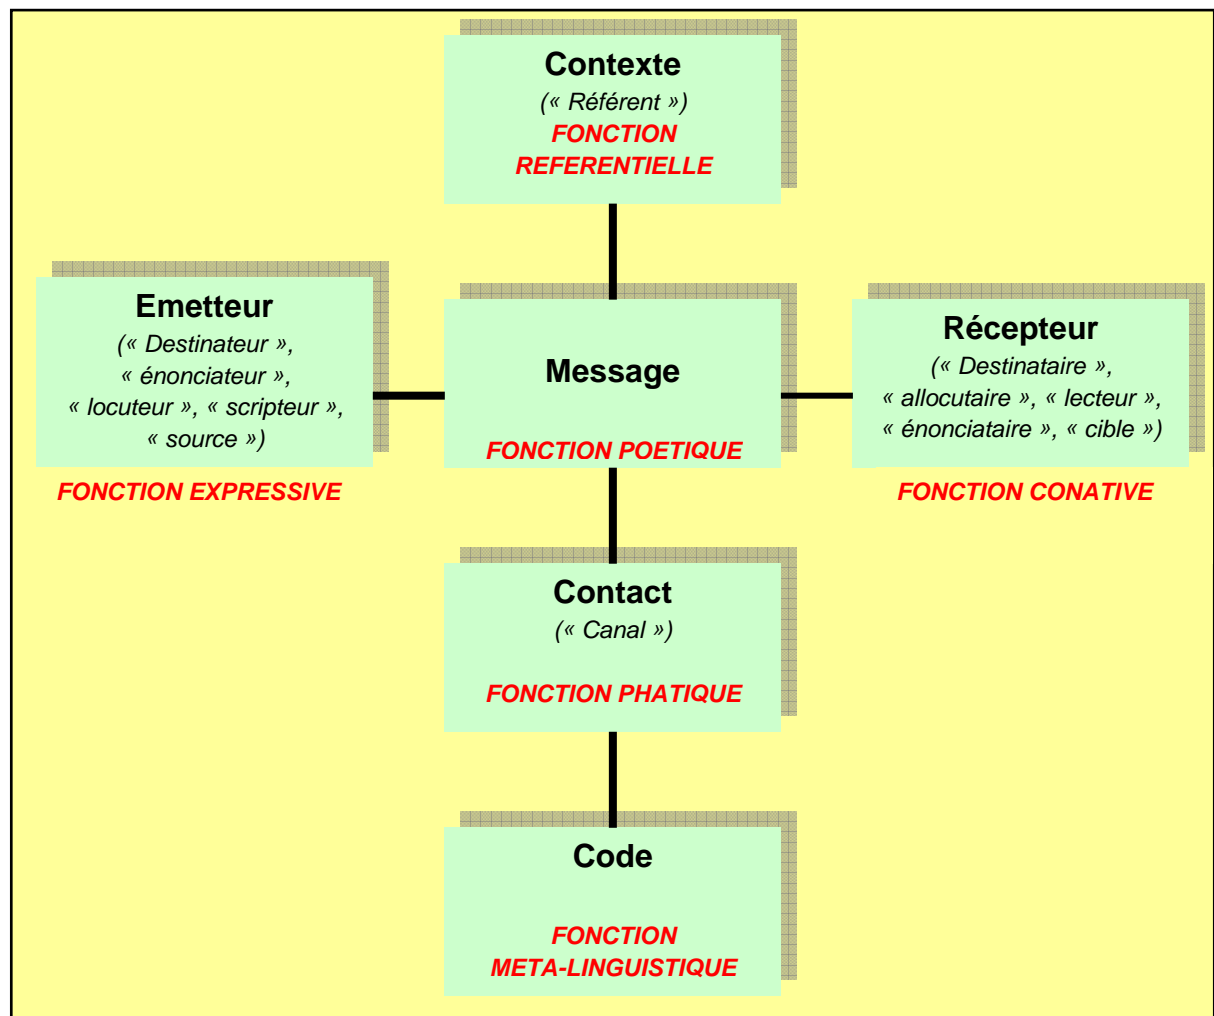 Contexte
(« Référent »)
FONCTION
REFERENTIELLE
Emetteur
(« Destinateur »,
« énonciateur »,
« locuteur », « scripteur »,
« source »)
FONCTION EXPRESSIVE
Message
FONCTION POETIQUE
Récepteur
(« Destinataire »,
« allocutaire », « lecteur »,
« énonciataire », « cible »)
FONCTION CONATIVE
Contact
(« Canal »)
FONCTION PHATIQUE
Code
FONCTION
META-LINGUISTIQUE